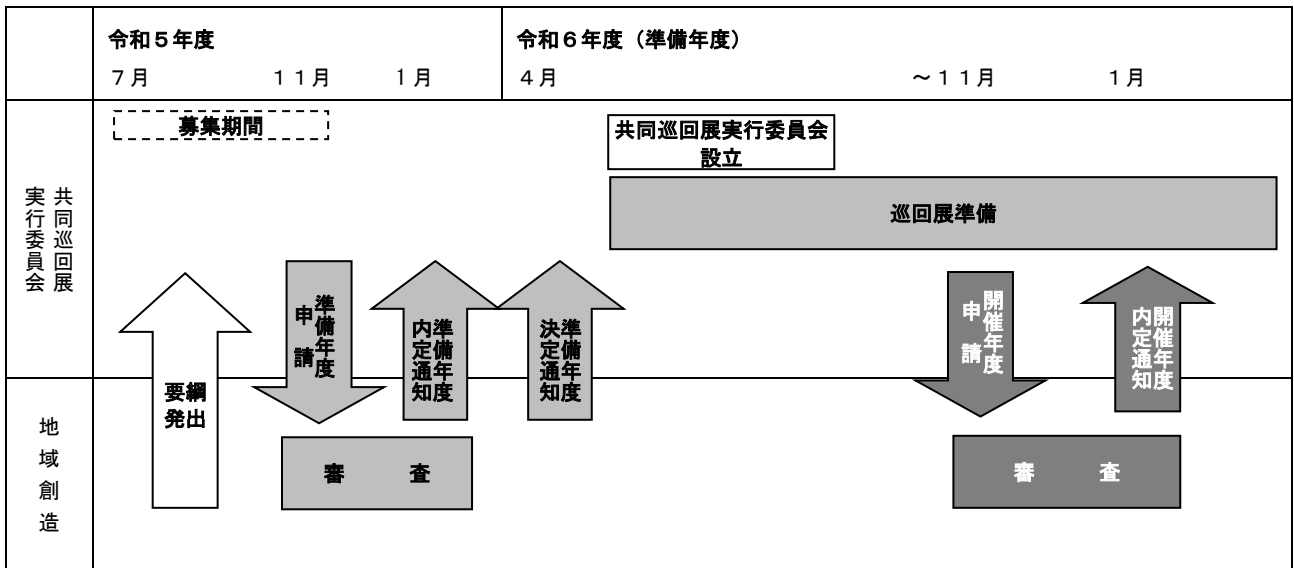 令和５年度
令和６年度（準備年度）
７月
１１月
１月
４月
～１１月
１月
共同巡回展
実行委員会
募集期間
共同巡回展実行委員会
設立
巡回展準備
要綱
発出
準備年度
申請
準備年度
内定通知
準備年度
決定通知
開催年度
申請
開催年度
内定通知
地域創造
審査
審査